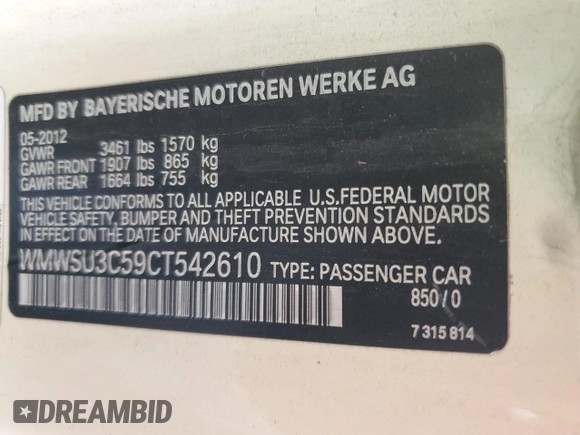 MFD BY BAYERISCHE MOTOREN WERKE AG
05-2012
GVWR 3461 lbs 1570 kg
GAWR FRONT 1907 lbs 865 kg
GAWR REAR 1664 lbs 755 kg
THIS VEHICLE CONFORMS TO ALL APPLICABLE U.S.FEDERAL MOTOR
VEHICLE SAFETY, BUMPER AND THEFT PREVENTION STANDARDS
IN EFFECT ON THE DATE OF MANUFACTURE SHOWN ABOVE.
WMWSU3C59CT542610 TYPE: PASSENGER CAR
850/0
7 315 814
DREAMBID